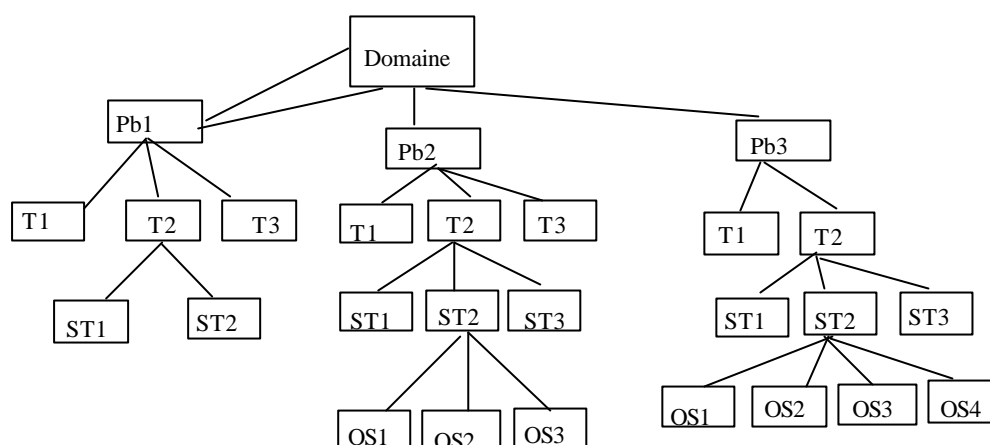 Domaine
Pb1
Pb2
Pb3
T1
T2
T3
T1
T2
T3
T1
T2
ST1
ST2
ST1
ST2
ST3
ST1
ST2
ST3
OS1
OS2
OS3
OS1
OS2
OS3
OS4